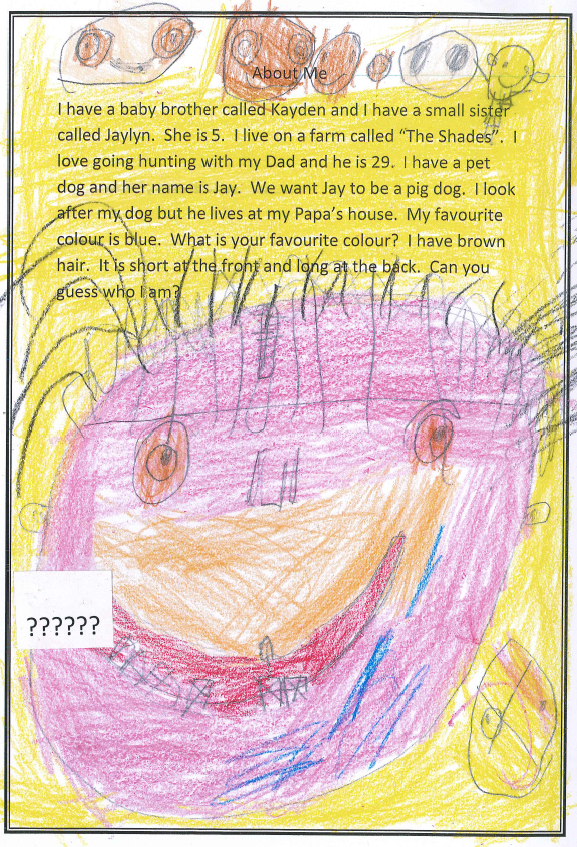 About Me
I have a baby brother called Kayden and I have a small sister
called Jaylyn.  She is 5.  I live on a farm called “The Shades”.  I
love going hunting with my Dad and he is 29.  I have a pet
dog and her name is Jay.  We want Jay to be a pig dog.  I look
after my dog but he lives at my Papa’s house.  My favourite
colour is blue.  What is your favourite colour?  I have brown
hair.  It is short at the front and long at the back.  Can you
guess who I am?
??????